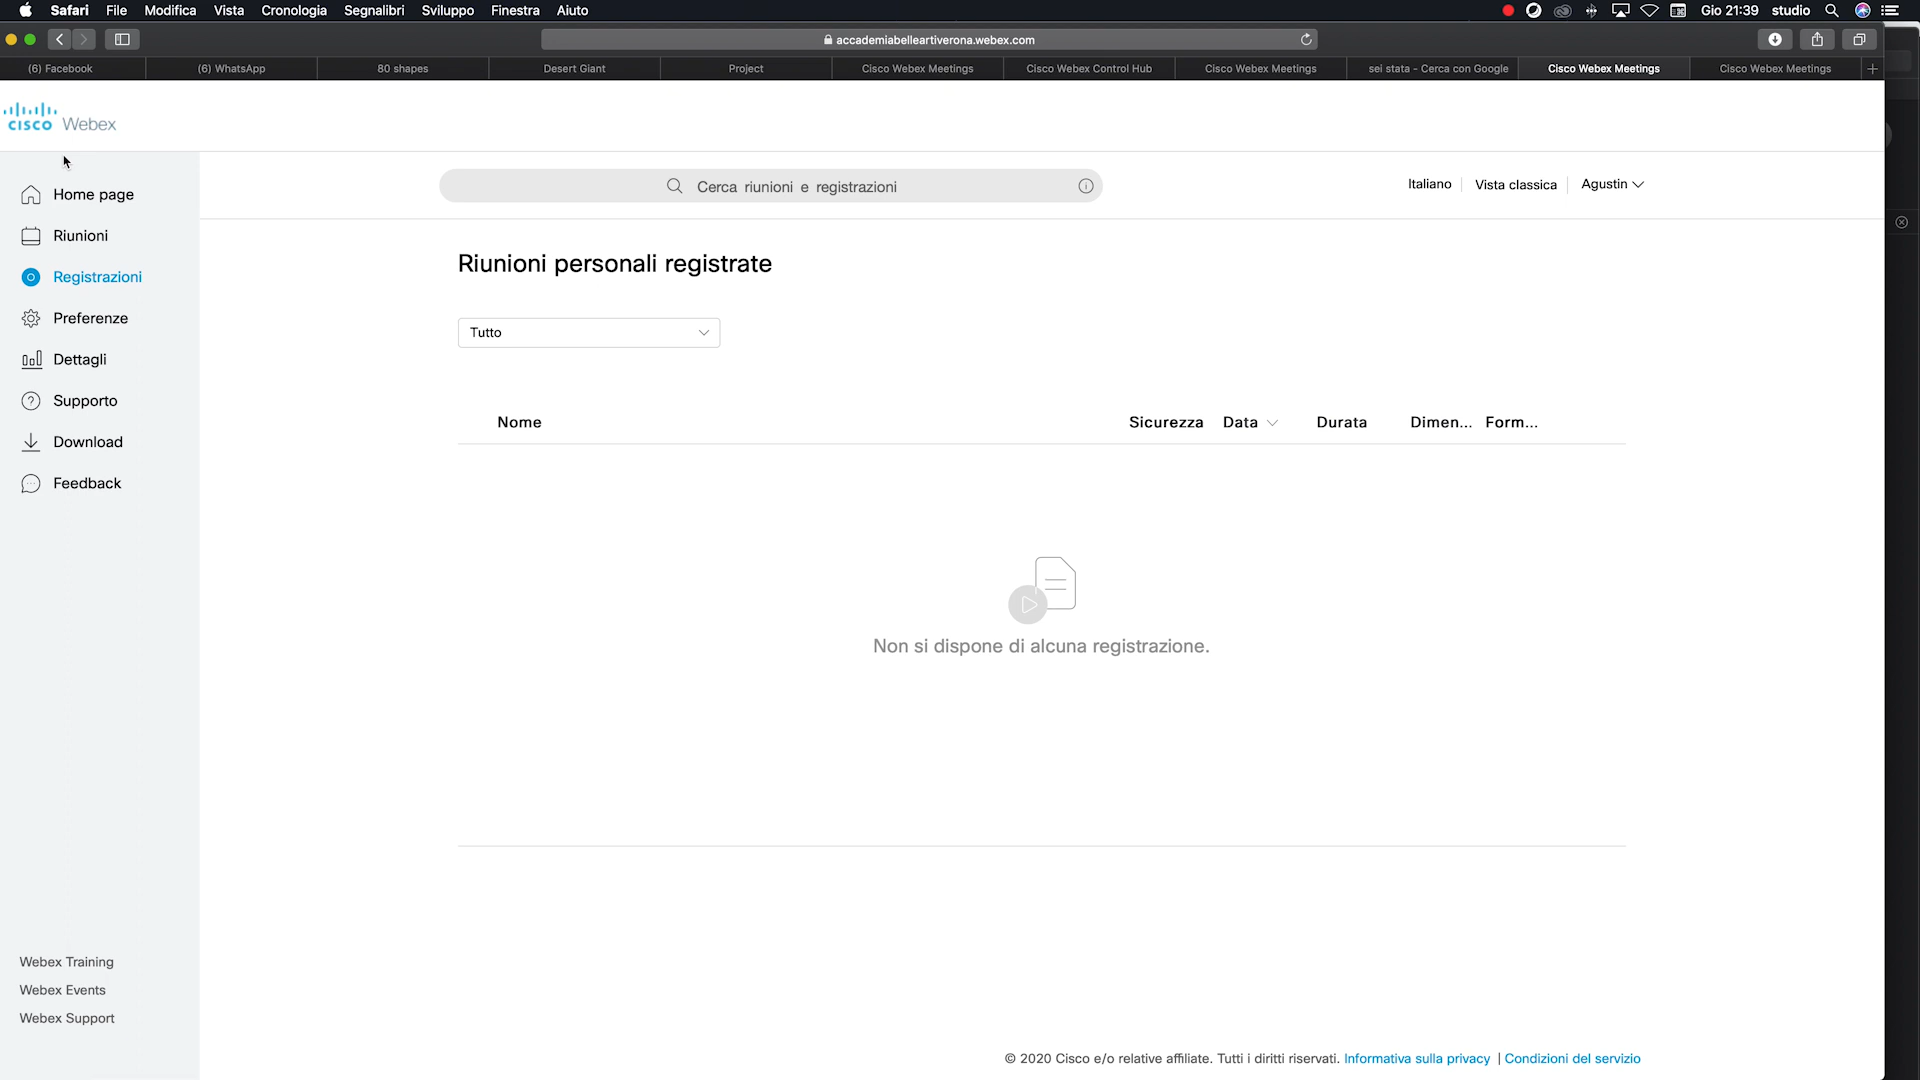 Safari File Modifica Vista Cronologia Segnalibri Sviluppo Finestra Aiuto Gio 21:39 studio
accademiabelleartiverona.webex.com
(6) Facebook (6) WhatsApp 80 shapes Desert Giant Project Cisco Webex Meetings Cisco Webex Control Hub Cisco Webex Meetings sei stata - Cerca con Google Cisco Webex Meetings Cisco Webex Meetings
CISCO Webex
Cerca riunioni e registrazioni Italiano Vista classica Agustin
Home page
Riunioni
Registrazioni
Preferenze
Dettagli
Supporto
Download
Feedback
Riunioni personali registrate
Tutto
Nome Sicurezza Data Durata Dimen... Form...
Non si dispone di alcuna registrazione.
Webex Training
Webex Events
Webex Support
© 2020 Cisco e/o relative affiliate. Tutti i diritti riservati. Informativa sulla privacy | Condizioni del servizio